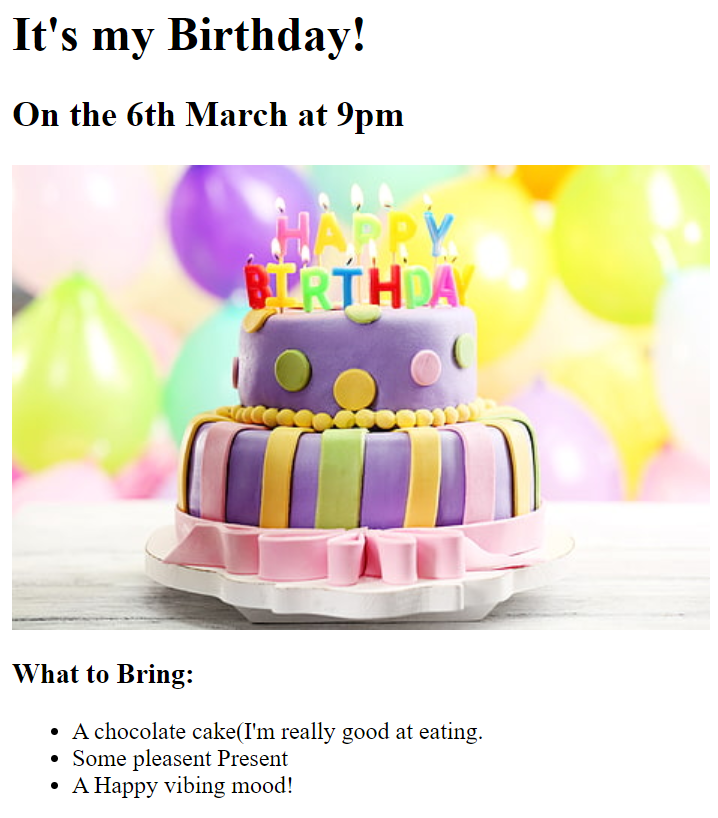 It's my Birthday!
On the 6th March at 9pm
HAPPY
BIRTHDAY
What to Bring:
A chocolate cake(I'm really good at eating.
Some pleasent Present
A Happy vibing mood!